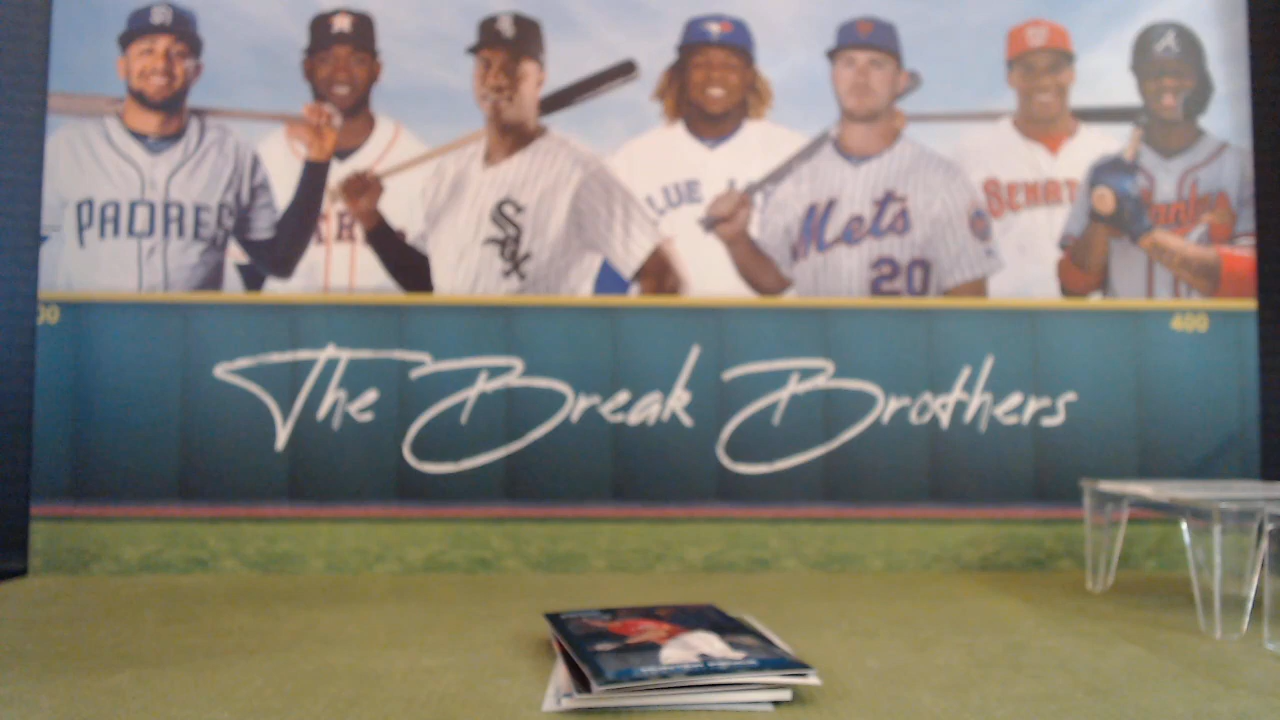 PADRES
Sox
BLUE
Mets
20
SENAT
400
The Break Brothers